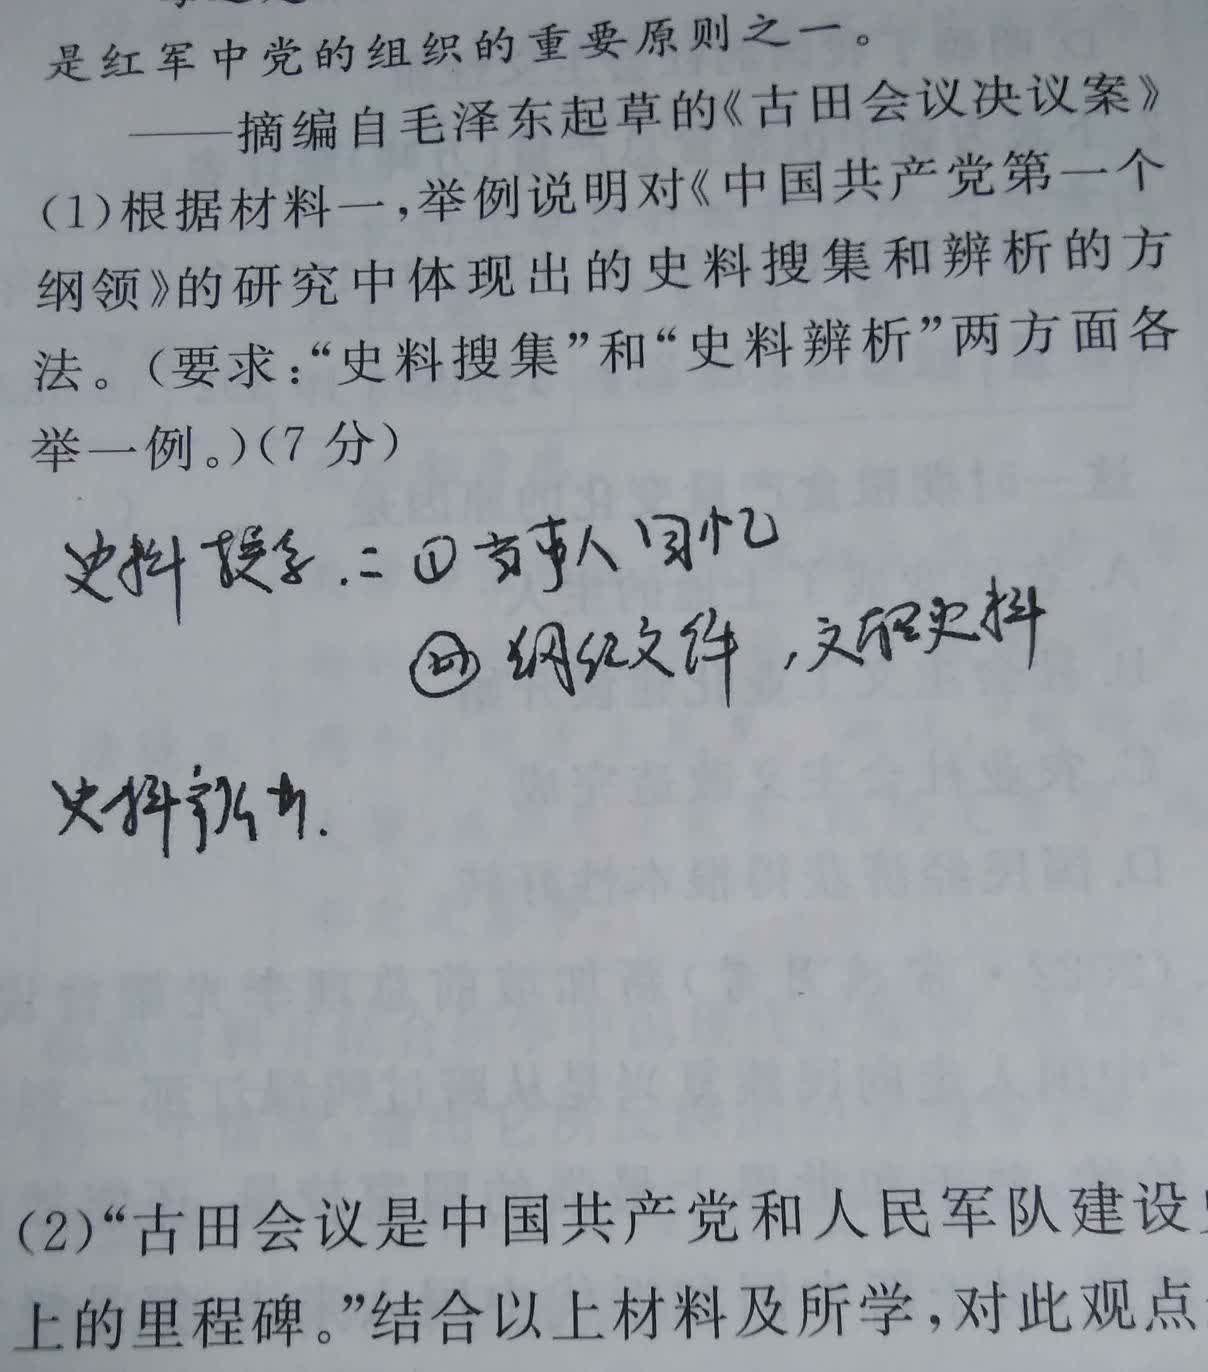 是红军中党的组织的重要原则之一。
——摘编自毛泽东起草的《古田会议决议案》
(1)根据材料一，举例说明对《中国共产党第一个
纲领》的研究中体现出的史料搜集和辨析的方
法。(要求：“史料搜集”和“史料辨析”两方面各
举一例。)(7分)
史料搜集：①当事人回忆
②纲纪文件，文献史料
史料辨析.
(2)“古田会议是中国共产党和人民军队建设
上的里程碑。”结合以上材料及所学，对此观点